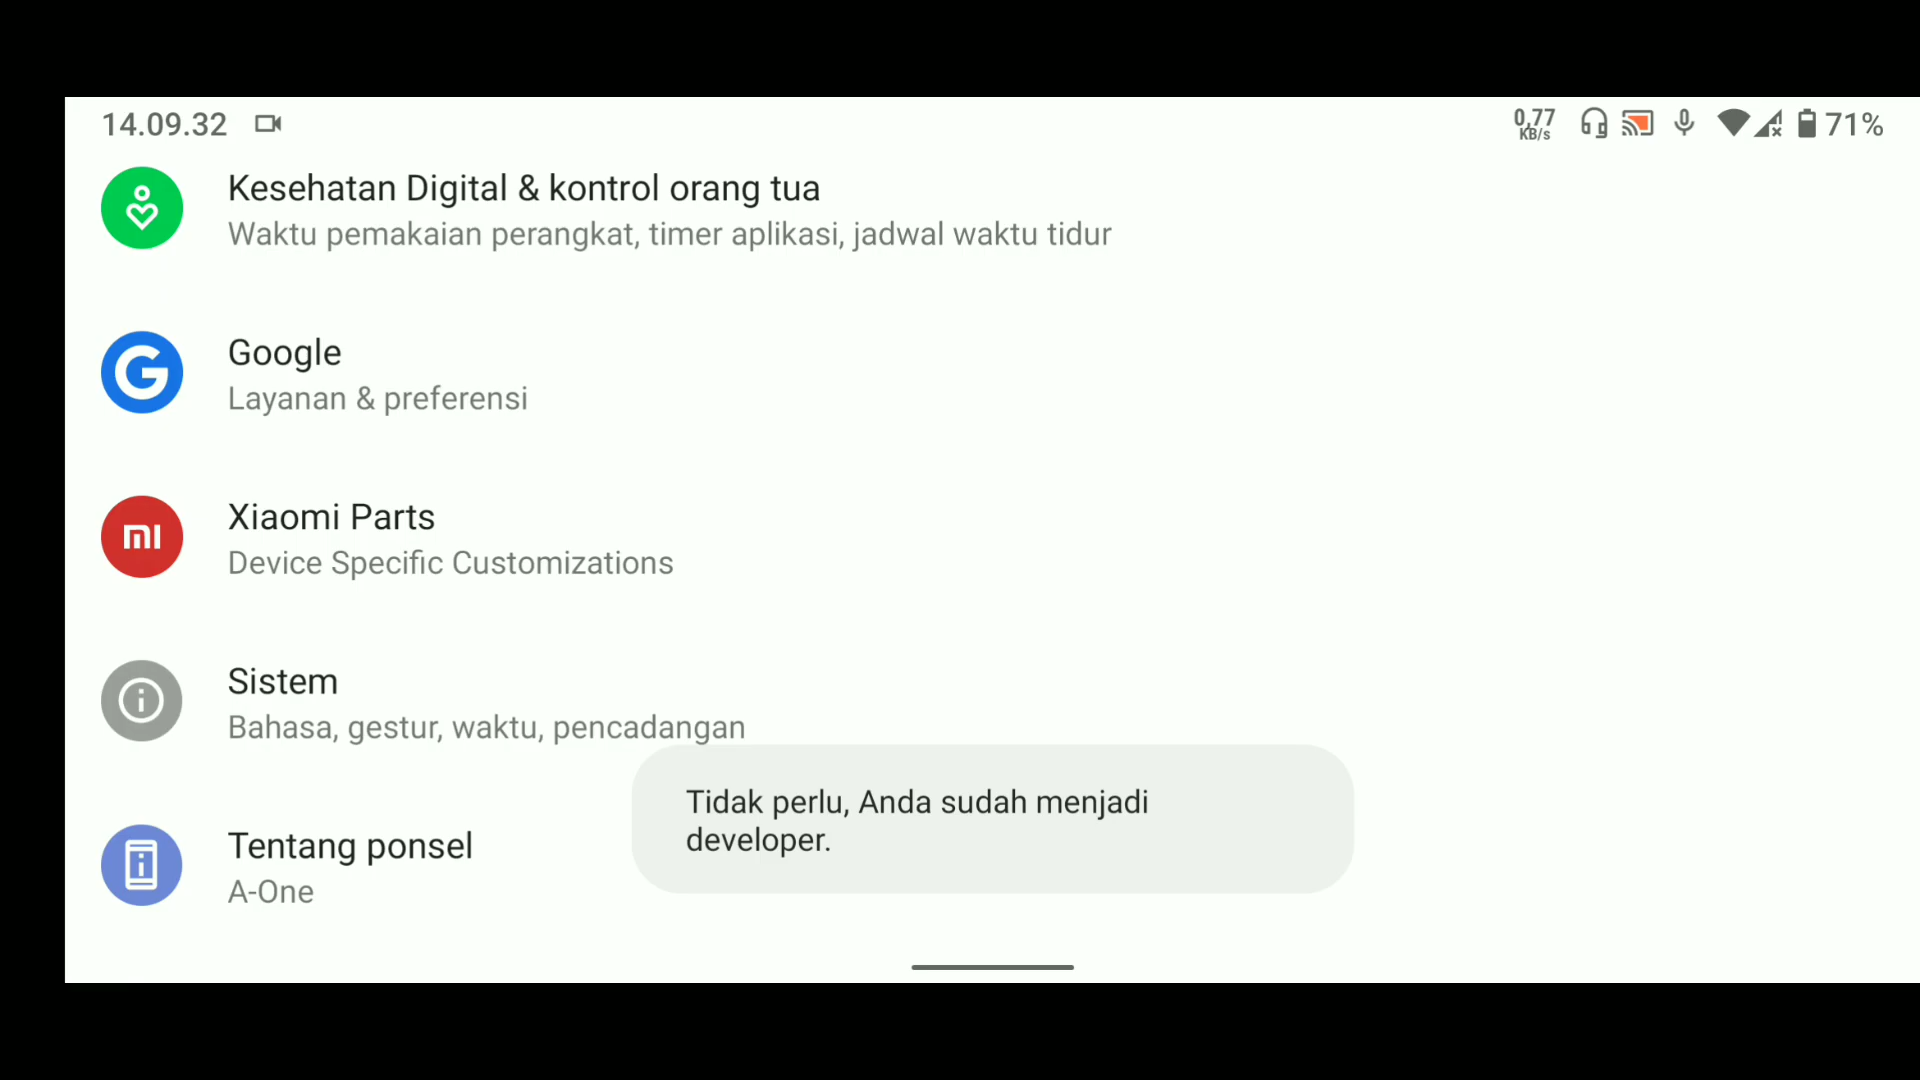 14.09.32
0,77
KB/s
71%
Kesehatan Digital & kontrol orang tua
Waktu pemakaian perangkat, timer aplikasi, jadwal waktu tidur
G
Google
Layanan & preferensi
mi
Xiaomi Parts
Device Specific Customizations
Sistem
Bahasa, gestur, waktu, pencadangan
Tidak perlu, Anda sudah menjadi
developer.
Tentang ponsel
A-One